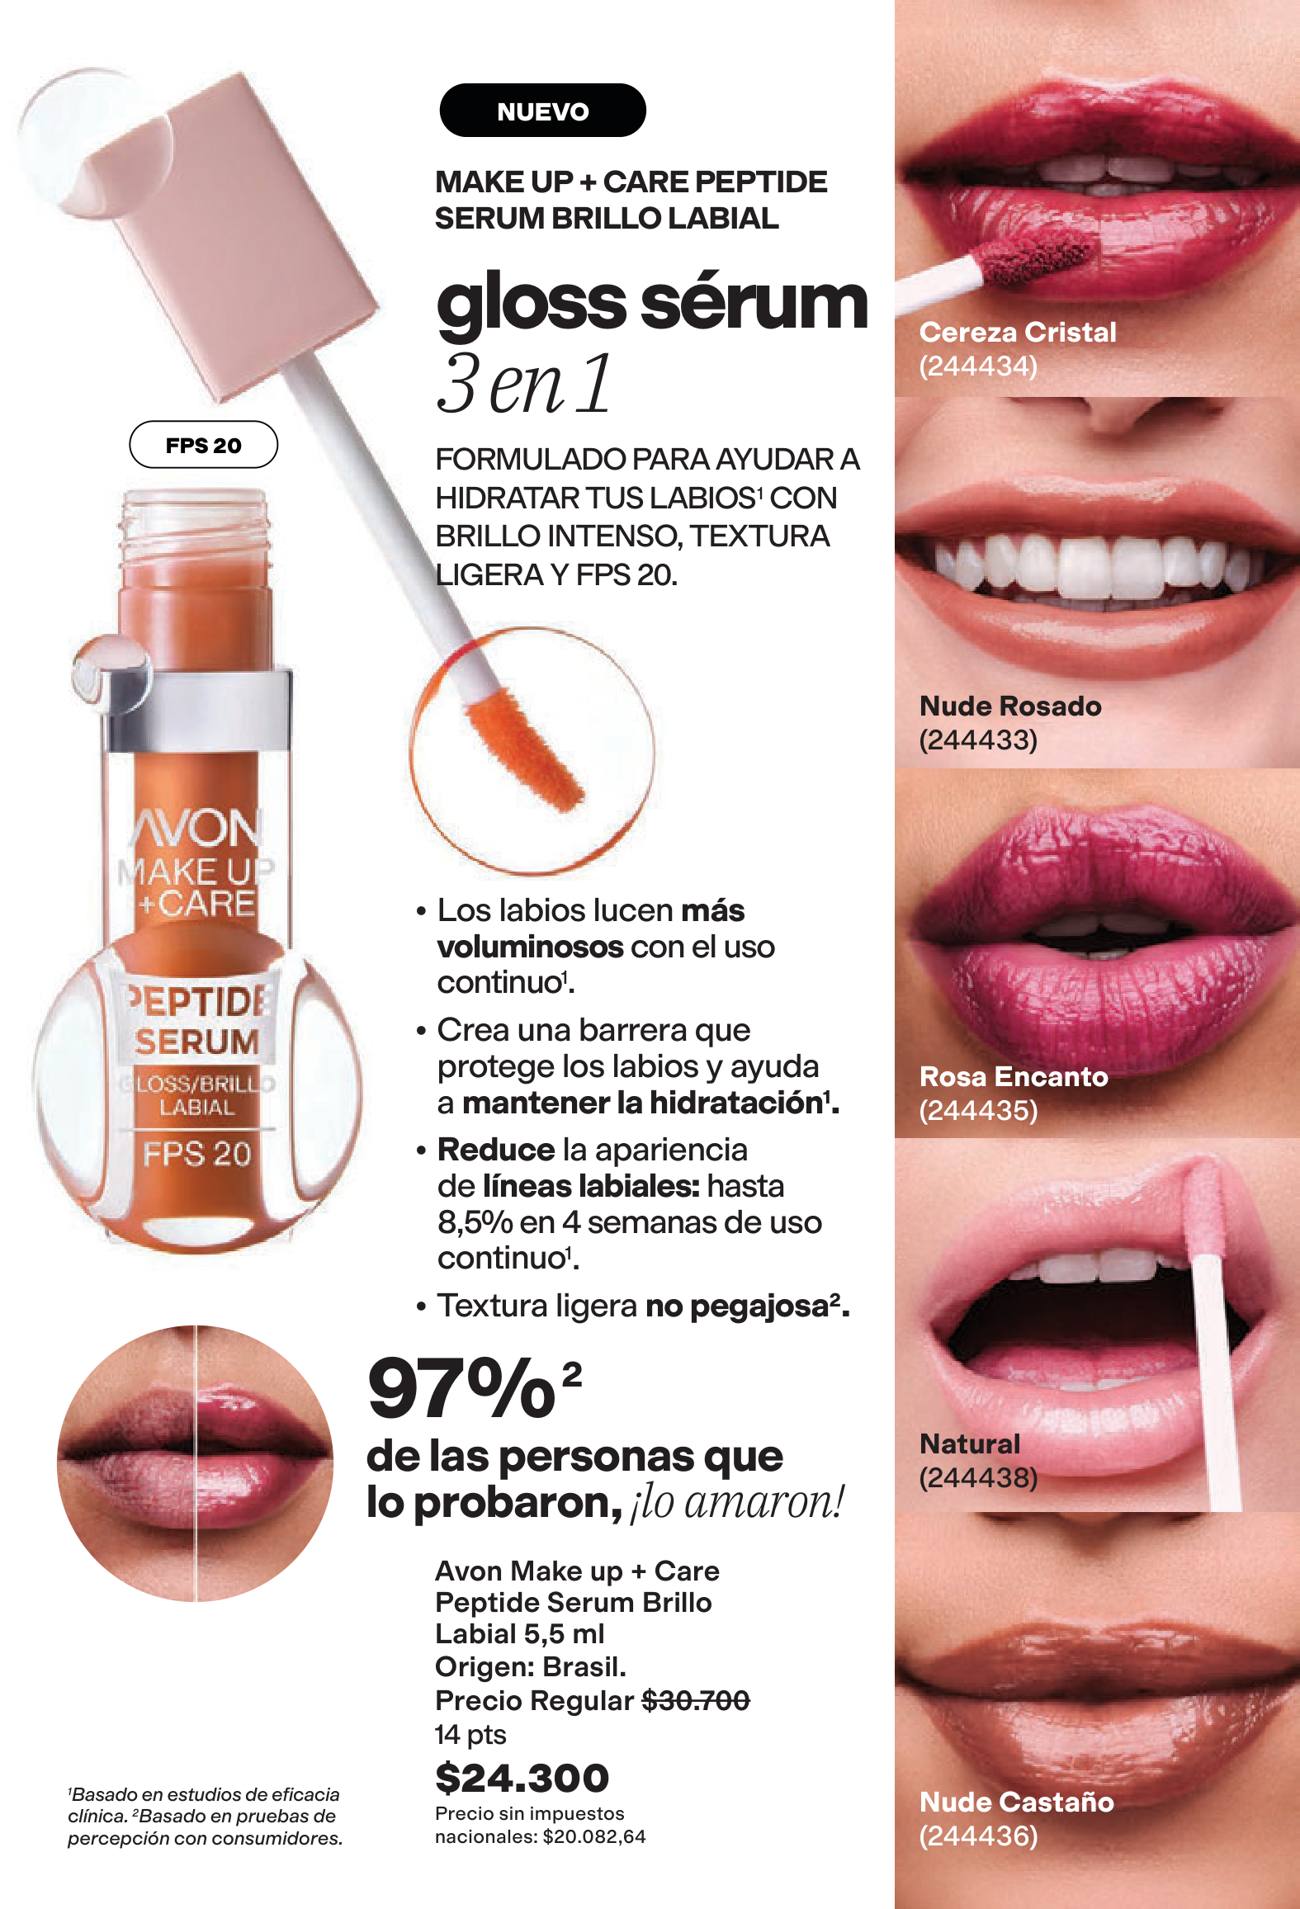 NUEVO
MAKE UP + CARE PEPTIDE
SERUM BRILLO LABIAL
gloss sérum
3 en 1
FORMULADO PARA AYUDAR A
HIDRATAR TUS LABIOS¹ CON
BRILLO INTENSO, TEXTURA
LIGERA Y FPS 20.
FPS 20
AVON
MAKE UP
+CARE
PEPTIDE
SERUM
GLOSS/BRILLO
LABIAL
FPS 20
• Los labios lucen más
voluminosos con el uso
continuo¹.
• Crea una barrera que
protege los labios y ayuda
a mantener la hidratación¹.
• Reduce la apariencia
de líneas labiales: hasta
8,5% en 4 semanas de uso
continuo¹.
• Textura ligera no pegajosa².
97%²
de las personas que
lo probaron, ¡lo amaron!
Avon Make up + Care
Peptide Serum Brillo
Labial 5,5 ml
Origen: Brasil.
Precio Regular $30.700
14 pts
$24.300
Precio sin impuestos
nacionales: $20.082,64
¹Basado en estudios de eficacia
clínica. ²Basado en pruebas de
percepción con consumidores.
Cereza Cristal
(244434)
Nude Rosado
(244433)
Rosa Encanto
(244435)
Natural
(244438)
Nude Castaño
(244436)